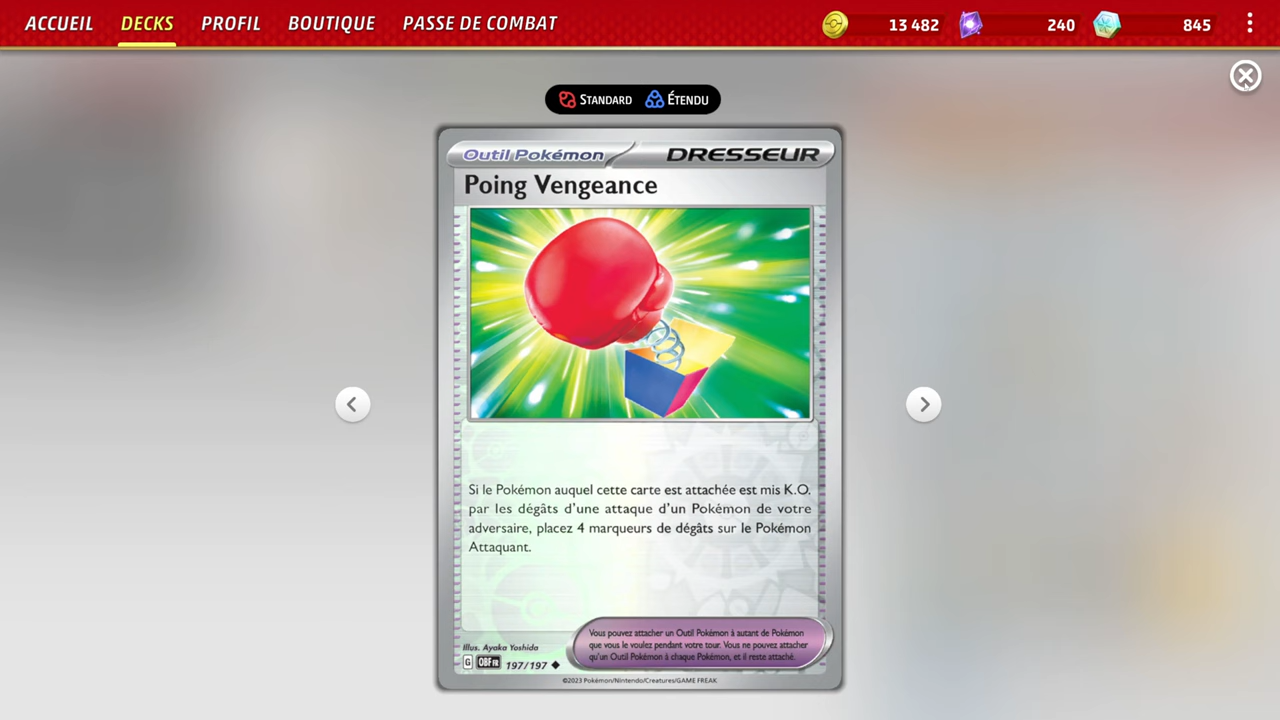 ACCUEIL DECKS PROFIL BOUTIQUE PASSE DE COMBAT 13 482 240 845
STANDARD ÉTENDU
Outil Pokémon DRESSEUR
Poing Vengeance
Si le Pokémon auquel cette carte est attachée est mis K.O.
par les dégâts d'une attaque d'un Pokémon de votre
adversaire, placez 4 marqueurs de dégâts sur le Pokémon
Attaquant.
Vous pouvez attacher un Outil Pokémon à autant de Pokémon
que vous le voulez pendant votre tour. Vous ne pouvez attacher
qu'un Outil Pokémon à chaque Pokémon, et il reste attaché.
Illus. Ayaka Yoshida
G OBF FR 197/197
©2023 Pokémon/Nintendo/Creatures/GAME FREAK